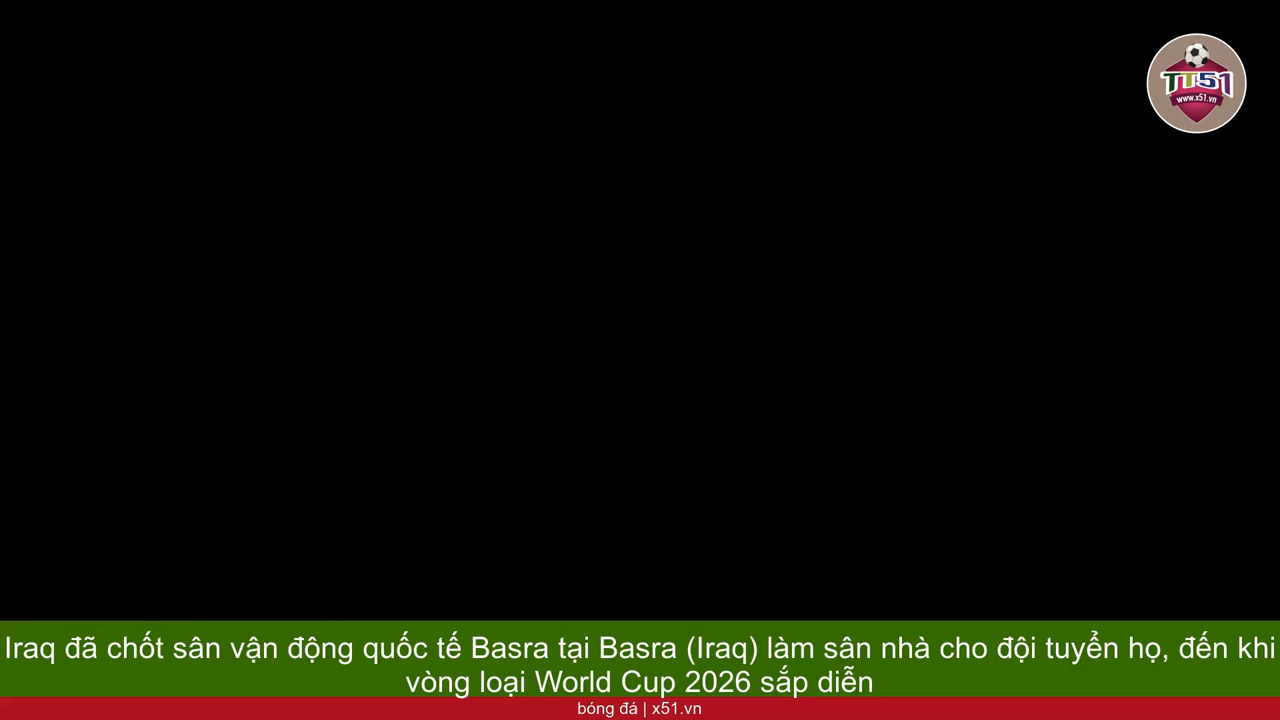 TT51
www.x51.vn
Iraq đã chốt sân vận động quốc tế Basra tại Basra (Iraq) làm sân nhà cho đội tuyển họ, đến khi
vòng loại World Cup 2026 sắp diễn
bóng đá | x51.vn